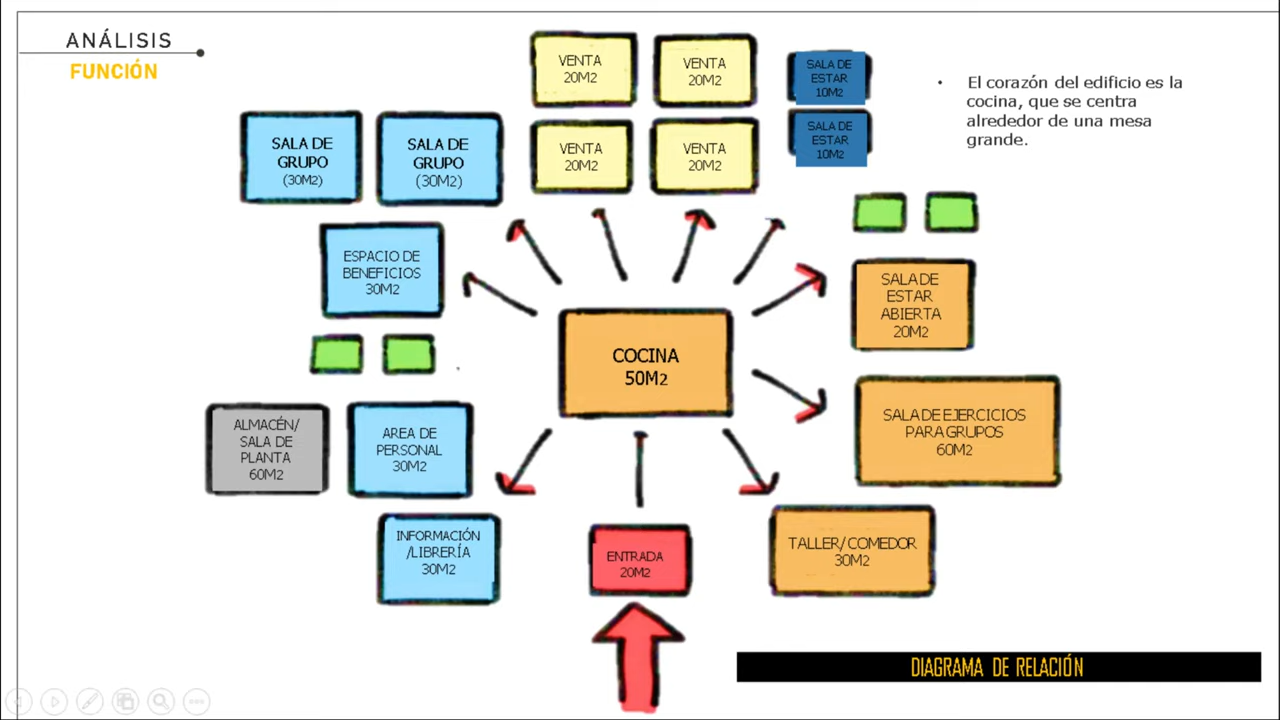 ANÁLISIS
FUNCIÓN
VENTA
20M2
VENTA
20M2
SALA DE
ESTAR
10M2
El corazón del edificio es la
cocina, que se centra
alrededor de una mesa
grande.
SALA DE
GRUPO
(30M2)
SALA DE
GRUPO
(30M2)
VENTA
20M2
VENTA
20M2
SALA DE
ESTAR
10M2
ESPACIO DE
BENEFICIOS
30M2
SALA DE
ESTAR
ABIERTA
20M2
COCINA
50M2
ALMACÉN/
SALA DE
PLANTA
60M2
AREA DE
PERSONAL
30M2
SALA DE EJERCICIOS
PARA GRUPOS
60M2
INFORMACIÓN
/LIBRERÍA
30M2
ENTRADA
20M2
TALLER/COMEDOR
30M2
DIAGRAMA DE RELACIÓN